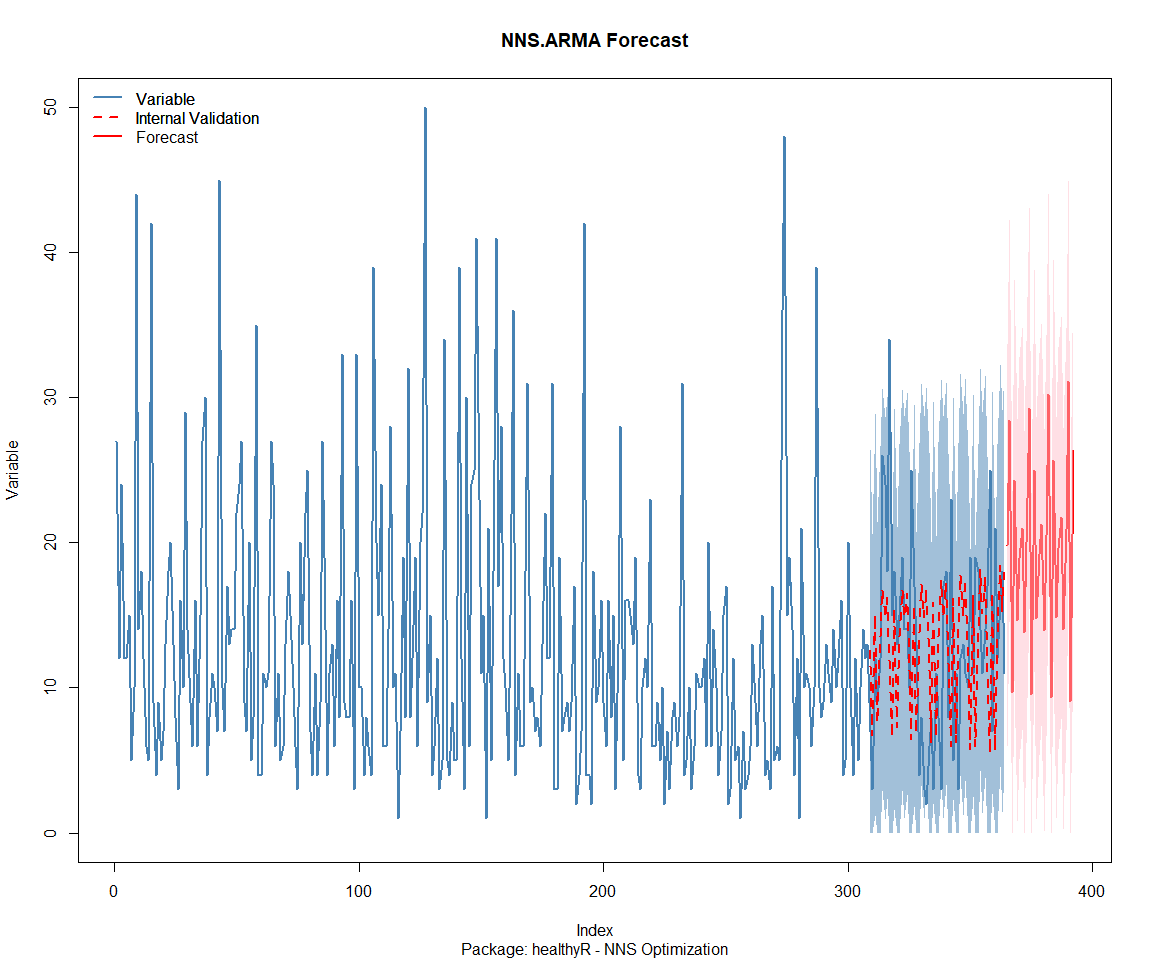 NNS.ARMA Forecast
Variable
Internal Validation
Forecast
50
40
30
20
10
0
Variable
0
100
200
300
400
Index
Package: healthyR - NNS Optimization